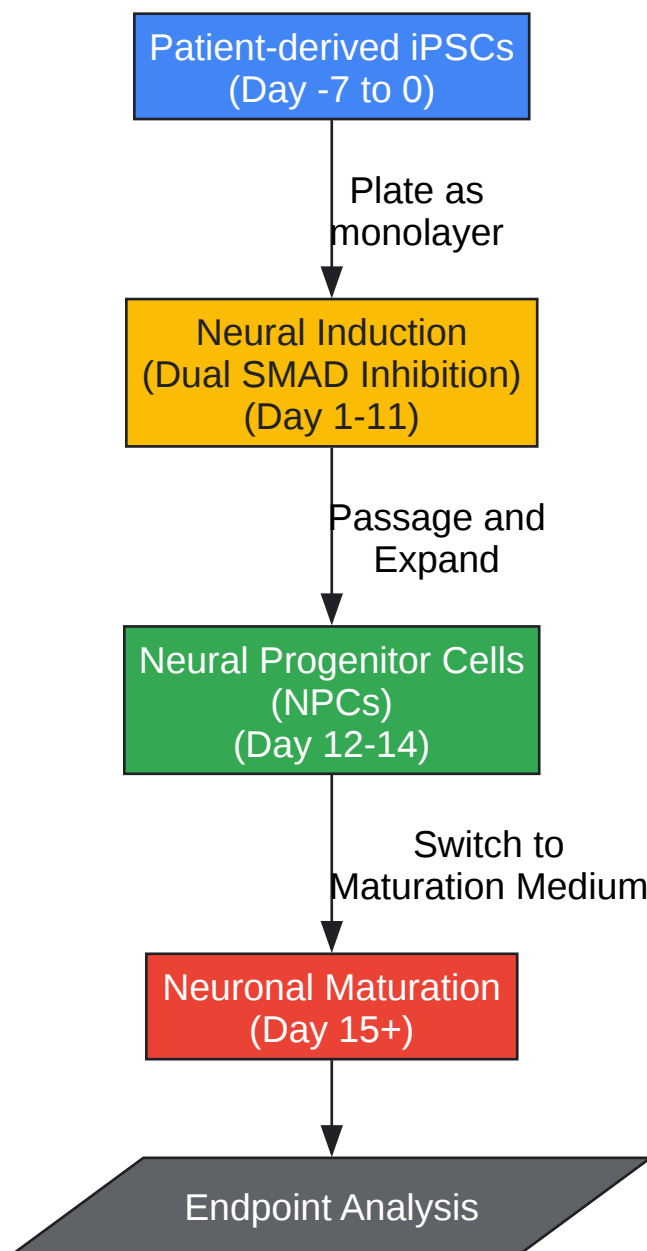 Patient-derived iPSCs
(Day -7 to 0)
Plate as
monolayer
Neural Induction
(Dual SMAD Inhibition)
(Day 1-11)
Passage and
Expand
Neural Progenitor Cells
(NPCs)
(Day 12-14)
Switch to
Maturation Medium
Neuronal Maturation
(Day 15+)
Endpoint Analysis